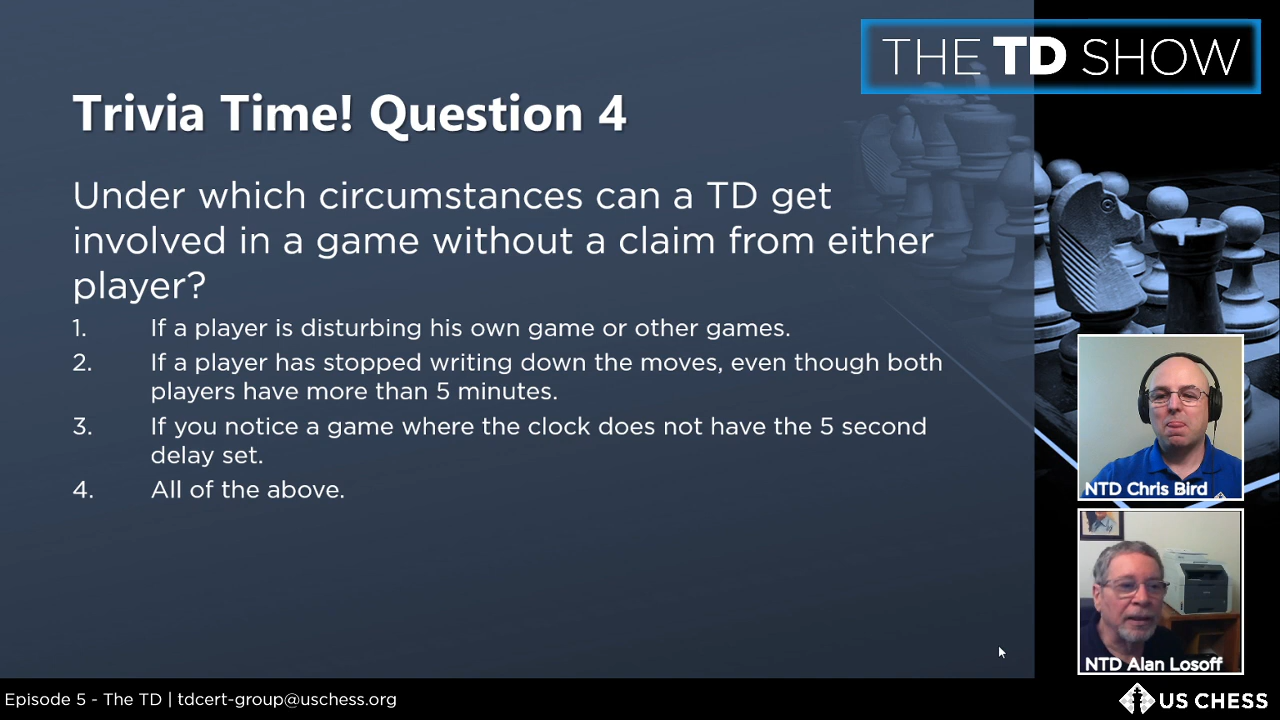 THE TD SHOW
Trivia Time! Question 4
Under which circumstances can a TD get
involved in a game without a claim from either
player?
1. If a player is disturbing his own game or other games.
2. If a player has stopped writing down the moves, even though both
players have more than 5 minutes.
3. If you notice a game where the clock does not have the 5 second
delay set.
4. All of the above.
NTD Chris Bird
NTD Alan Losoff
Episode 5 - The TD | tdcert-group@uschess.org
US CHESS